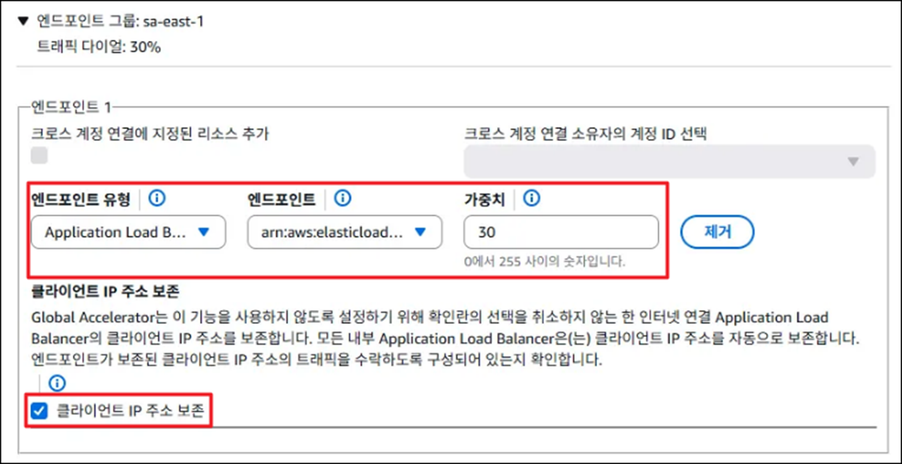 엔드포인트 그룹: sa-east-1
트래픽 다이얼: 30%
엔드포인트 1
크로스 계정 연결에 지정된 리소스 추가
크로스 계정 연결 소유자의 계정 ID 선택
엔드포인트 유형
엔드포인트
가중치
Application Load B...
arn:aws:elasticload...
30
제거
0에서 255 사이의 숫자입니다.
클라이언트 IP 주소 보존
Global Accelerator는 이 기능을 사용하지 않도록 설정하기 위해 확인란의 선택을 취소하지 않는 한 인터넷 연결 Application Load
Balancer의 클라이언트 IP 주소를 보존합니다. 모든 내부 Application Load Balancer은(는) 클라이언트 IP 주소를 자동으로 보존합니다.
엔드포인트가 보존된 클라이언트 IP 주소의 트래픽을 수락하도록 구성되어 있는지 확인합니다.
클라이언트 IP 주소 보존